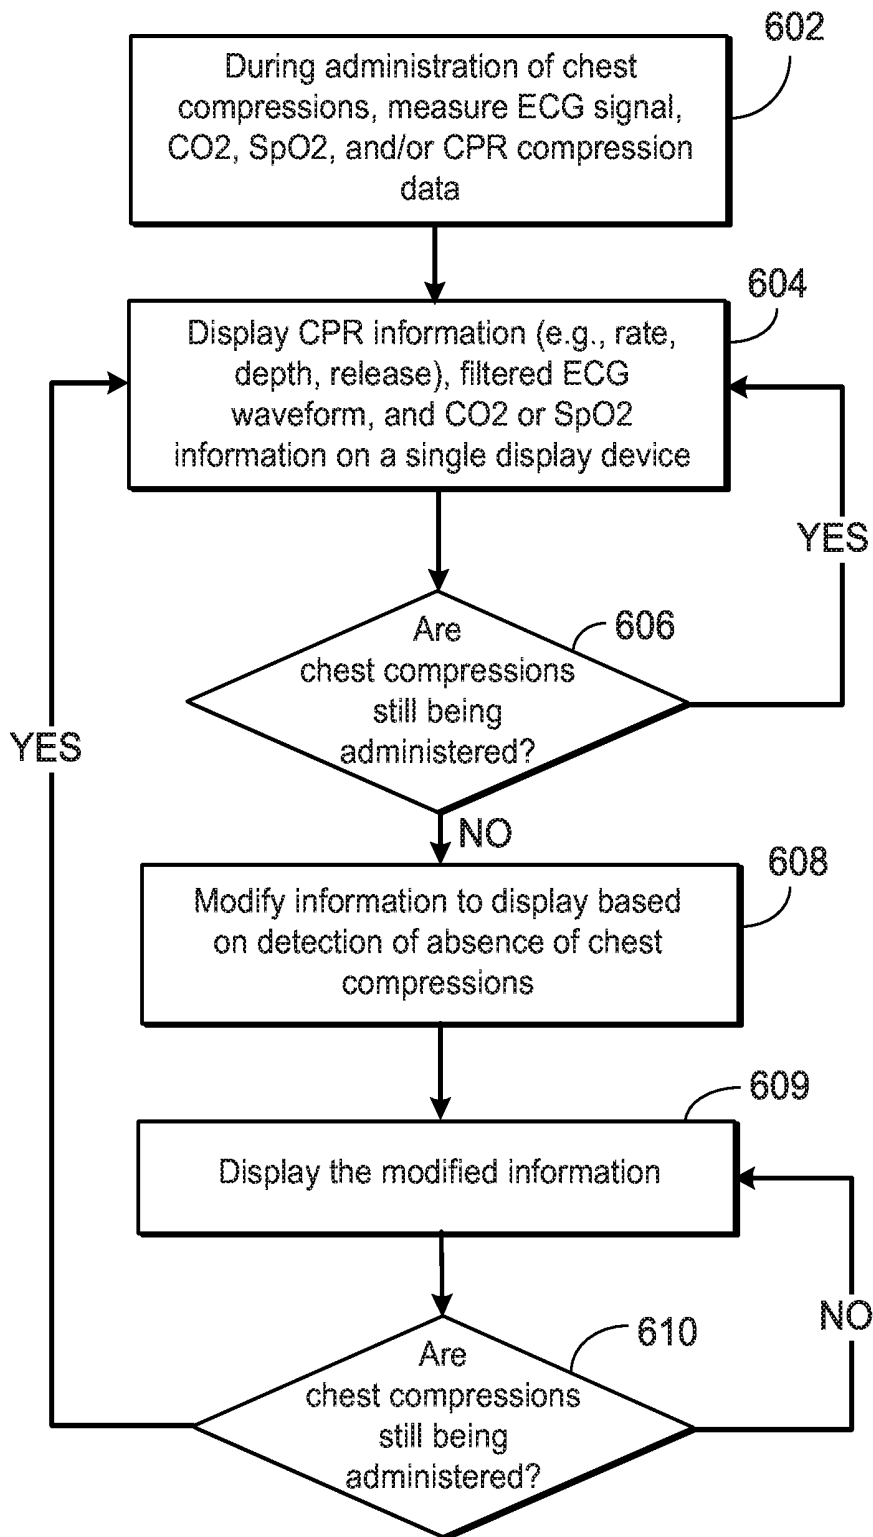 602
During administration of chest
compressions, measure ECG signal,
CO2, SpO2, and/or CPR compression
data
604
Display CPR information (e.g., rate,
depth, release), filtered ECG
waveform, and CO2 or SpO2
information on a single display device
YES
606
Are
chest compressions
still being
administered?
YES
NO
608
Modify information to display based
on detection of absence of chest
compressions
609
Display the modified information
NO
610
Are
chest compressions
still being
administered?